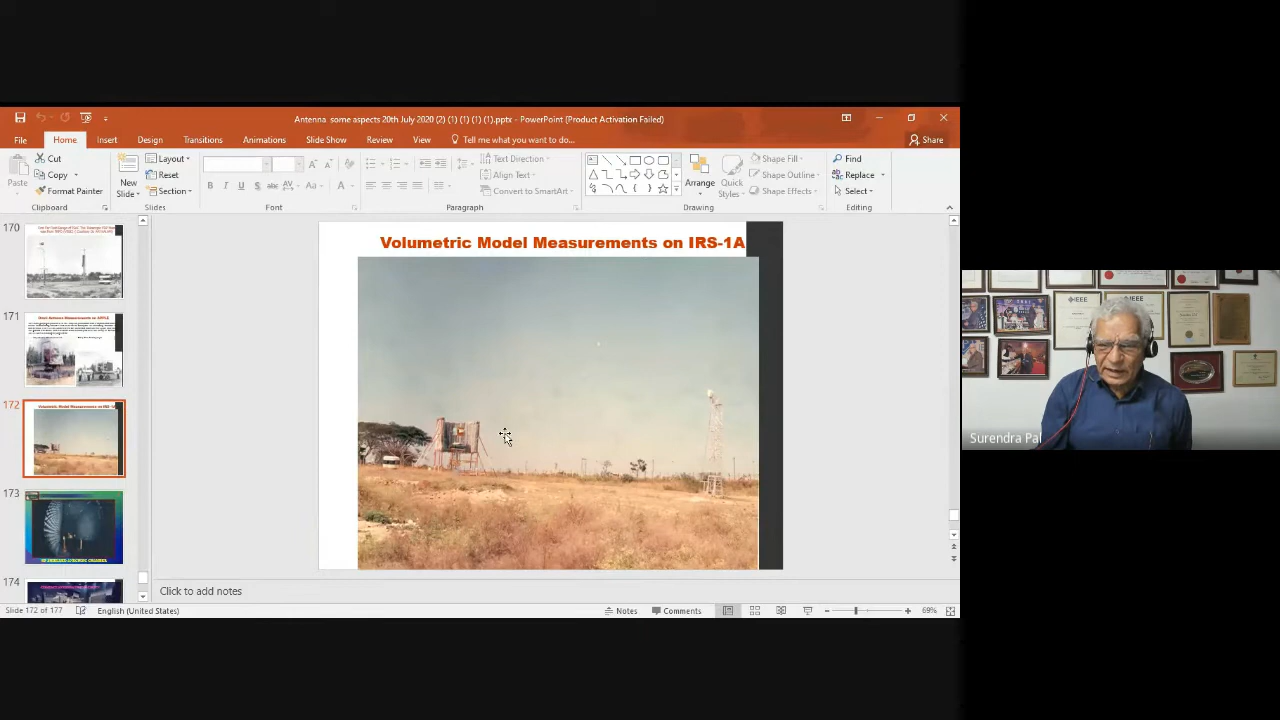 Antenna some aspects 20th July 2020 (2) (1) (1) (1) (1).pptx - PowerPoint (Product Activation Failed)
File Home Insert Design Transitions Animations Slide Show Review View Tell me what you want to do... Share
Paste
Cut
Copy
Format Painter
Clipboard
New
Slide
Layout
Reset
Section
Slides
Font
Text Direction
Align Text
Convert to SmartArt
Paragraph
Arrange
Quick
Styles
Shape Fill
Shape Outline
Shape Effects
Drawing
Find
Replace
Select
Editing
170
171
172
173
174
Volumetric Model Measurements on IRS-1A
IEEE
Surendra Pal
Click to add notes
Slide 172 of 177 English (United States) Notes Comments 69%